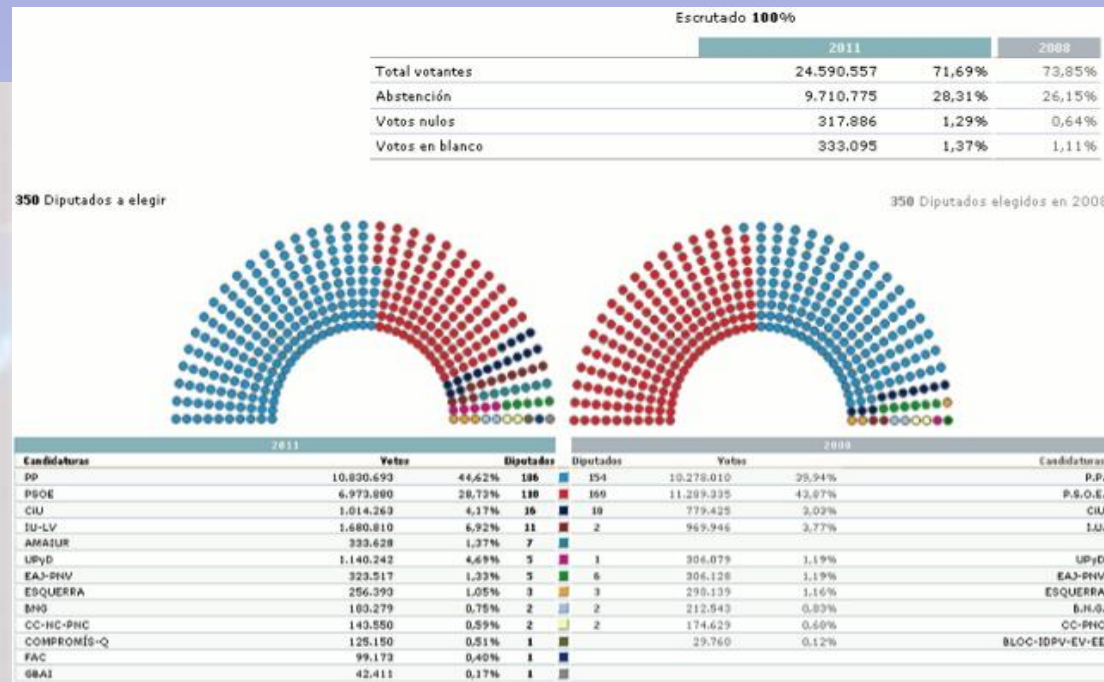 Escrutado 100%
2011 2008
Total votantes 24.590.557 71,69% 73,85%
Abstención 9.710.775 28,31% 26,15%
Votos nulos 317.886 1,29% 0,64%
Votos en blanco 333.095 1,37% 1,11%
350 Diputados a elegir
350 Diputados elegidos en 2008
2011 2008
Candidaturas Votos Diputados Diputados Votos Candidaturas
PP 10.830.693 44,62% 186 154 10.278.010 39,94% P.P.
PSOE 6.973.880 28,73% 110 169 11.289.335 43,87% P.S.O.E.
CiU 1.014.263 4,17% 16 10 779.425 3,03% CiU
IU-LV 1.680.810 6,92% 11 2 969.946 3,77% I.U.
AMAIUR 333.628 1,37% 7
UPyD 1.140.242 4,69% 5 1 306.079 1,19% UPyD
EAJ-PNV 323.517 1,33% 5 6 306.128 1,19% EAJ-PNV
ESQUERRA 256.393 1,05% 3 3 298.139 1,16% ESQUERRA
BNG 183.279 0,75% 2 2 212.543 0,83% B.N.G.
CC-NC-PNC 143.550 0,59% 2 2 174.629 0,68% CC-PNC
COMPROMÍS-Q 125.150 0,51% 1 29.760 0,12% BLOC-IDPV-EV-EE
FAC 99.173 0,40% 1
GBAI 42.411 0,17% 1